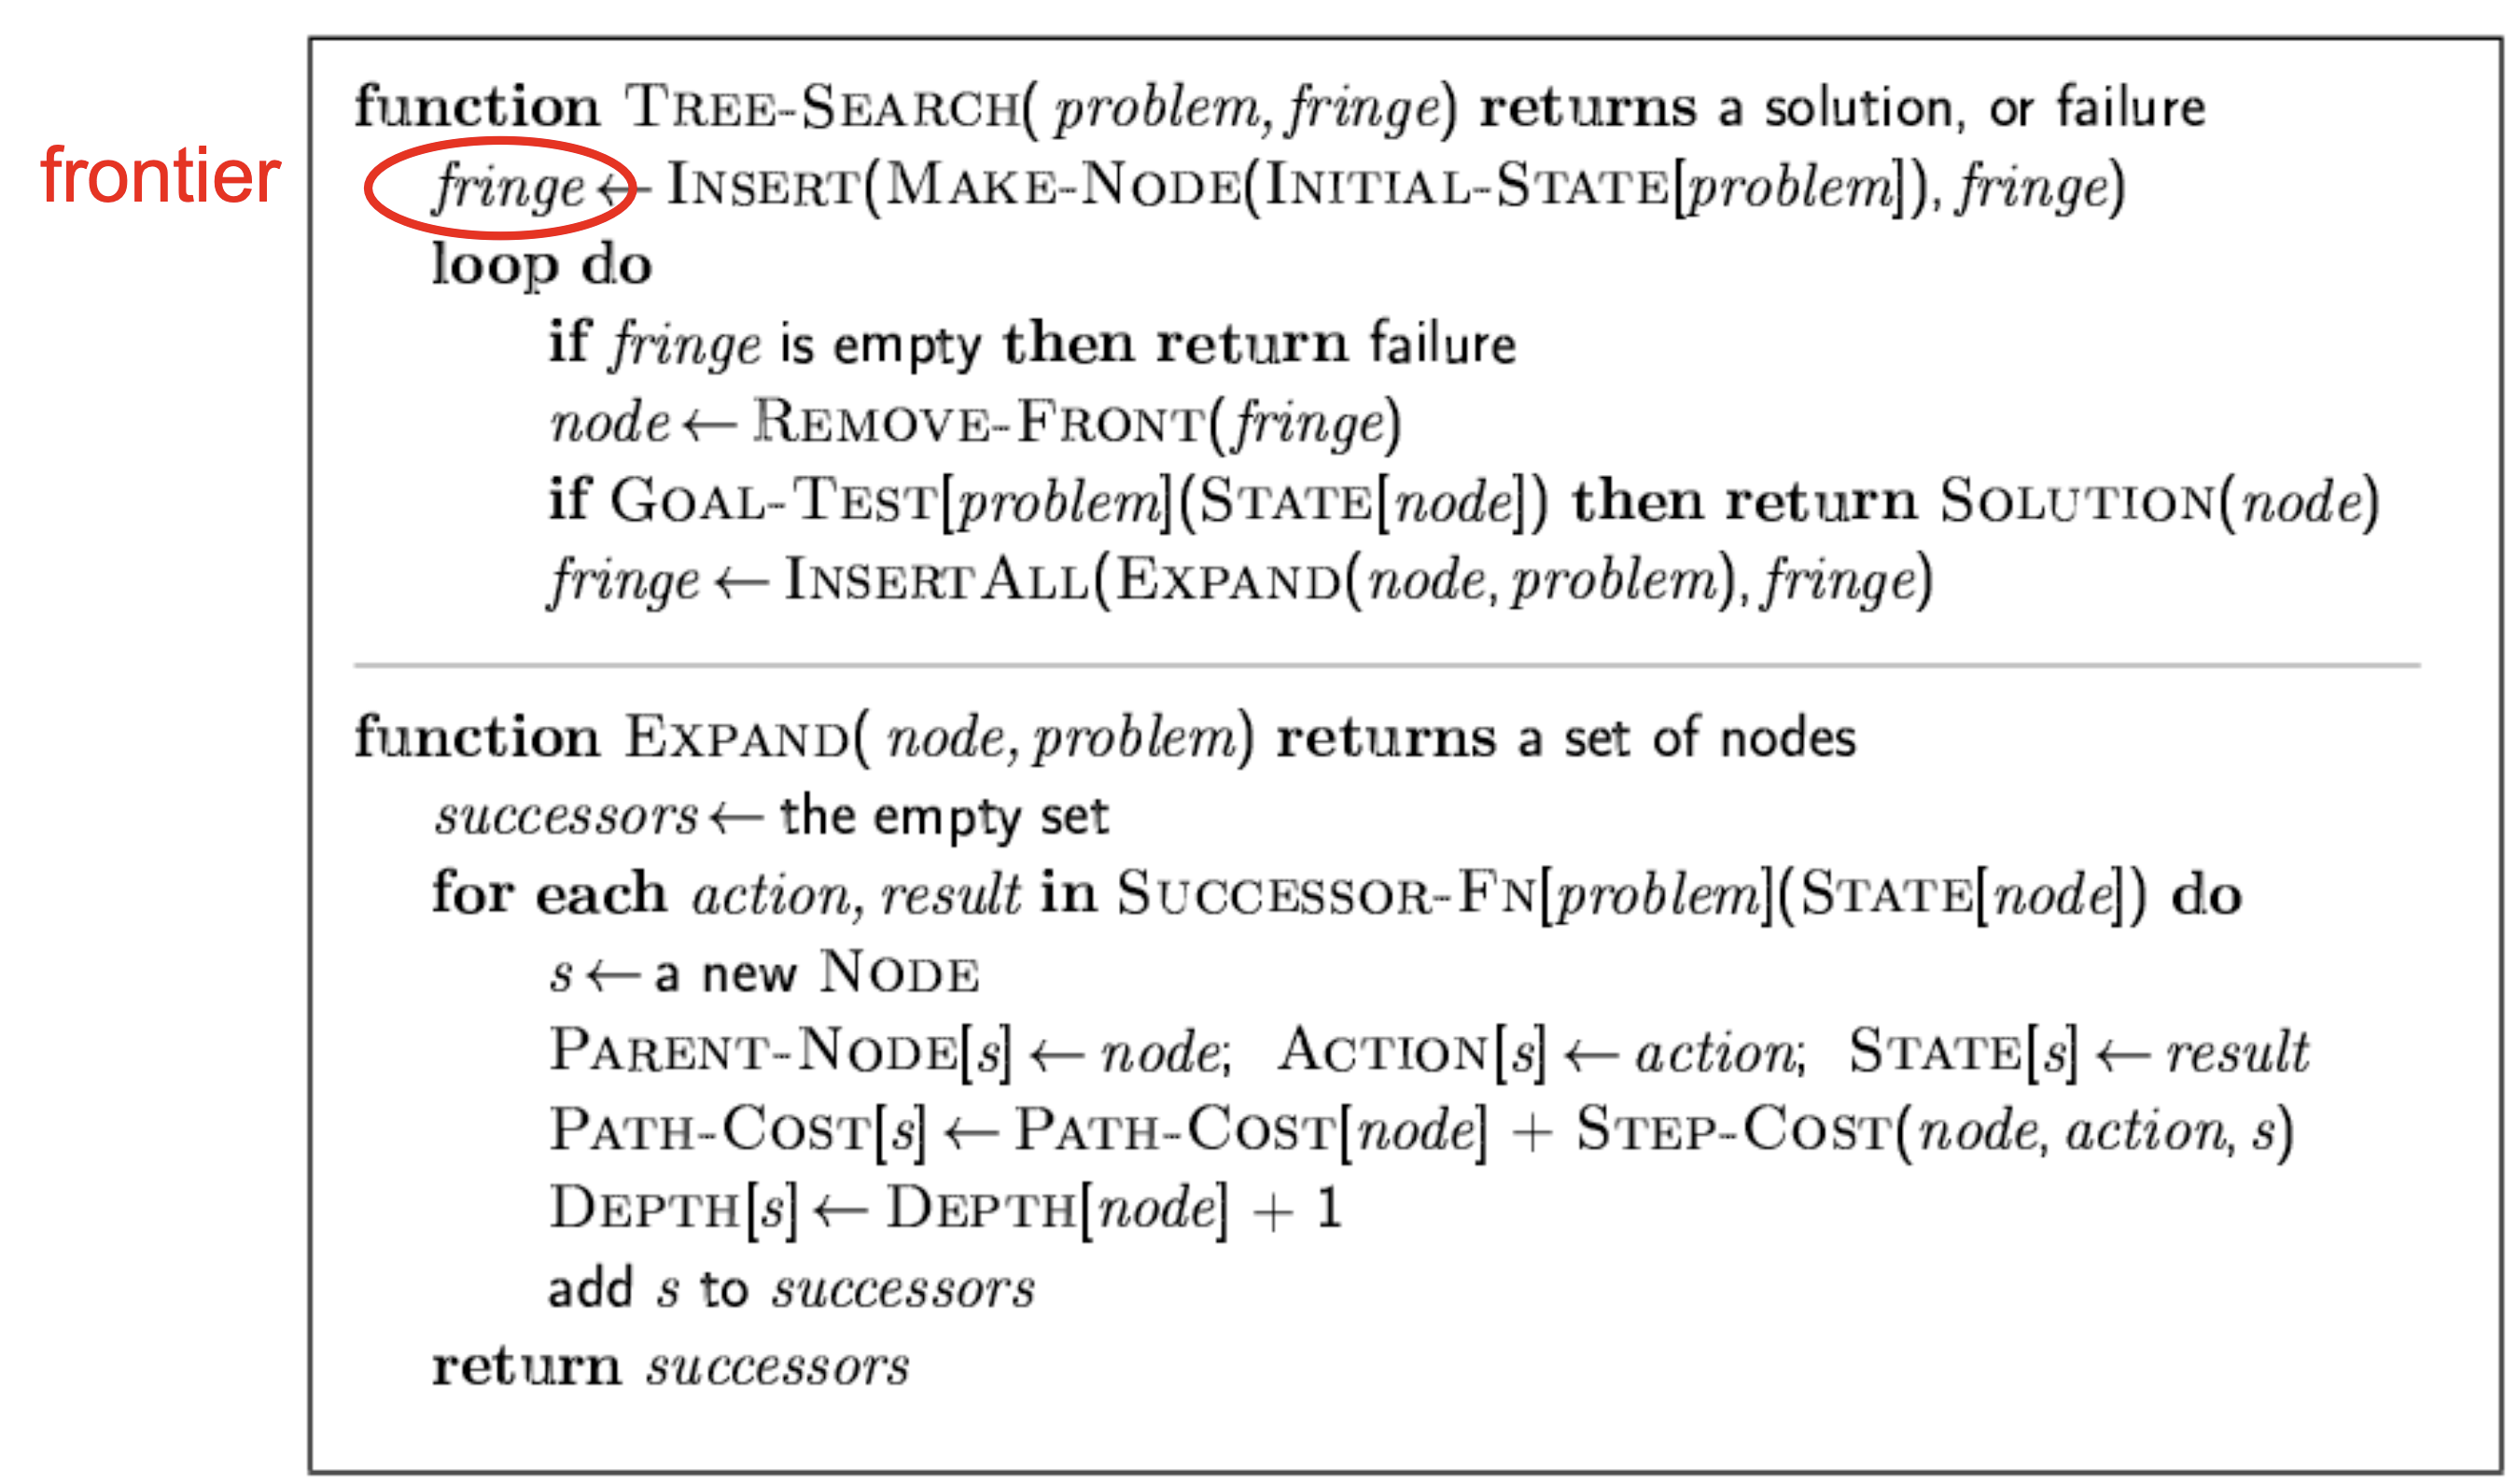 function TREE-SEARCH( problem, fringe) returns a solution, or failure
frontier
fringe ← INSERT(MAKE-NODE(INITIAL-STATE[problem]), fringe)
loop do
if fringe is empty then return failure
node ← REMOVE-FRONT(fringe)
if GOAL-TEST[problem](STATE[node]) then return SOLUTION(node)
fringe ← INSERTALL(EXPAND(node, problem), fringe)
function EXPAND( node, problem) returns a set of nodes
successors ← the empty set
for each action, result in SUCCESSOR-FN[problem](STATE[node]) do
s ← a new NODE
PARENT-NODE[s] ← node; ACTION[s] ← action; STATE[s] ← result
PATH-COST[s] ← PATH-COST[node] + STEP-COST(node, action, s)
DEPTH[s] ← DEPTH[node] + 1
add s to successors
return successors